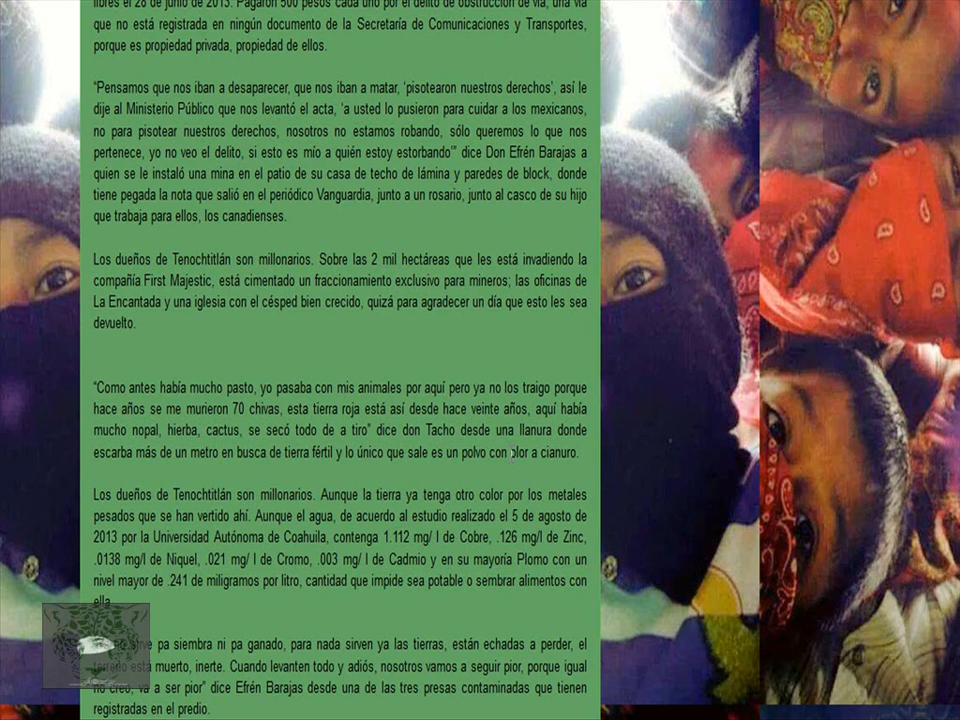 libres el 28 de junio de 2013. Pagaron 500 pesos cada uno por el delito de obstrucción de vía, una vía
que no está registrada en ningún documento de la Secretaría de Comunicaciones y Transportes,
porque es propiedad privada, propiedad de ellos.
“Pensamos que nos iban a desaparecer, que nos iban a matar, ‘pisotearon nuestros derechos’, así le
dije al Ministerio Público que nos levantó el acta, ‘a usted lo pusieron para cuidar a los mexicanos,
no para pisotear nuestros derechos, nosotros no estamos robando, sólo queremos lo que nos
pertenece, yo no veo el delito, si esto es mío a quién estoy estorbando’” dice Don Efrén Barajas a
quien se le instaló una mina en el patio de su casa de techo de lámina y paredes de block, donde
tiene pegada la nota que salió en el periódico Vanguardia, junto a un rosario, junto al casco de su hijo
que trabaja para ellos, los canadienses.
Los dueños de Tenochtitlán son millonarios. Sobre las 2 mil hectáreas que les está invadiendo la
compañía First Majestic, está cimentado un fraccionamiento exclusivo para mineros; las oficinas de
La Encantada y una iglesia con el césped bien crecido, quizá para agradecer un día que esto les sea
devuelto.
“Como antes había mucho pasto, yo pasaba con mis animales por aquí pero ya no los traigo porque
hace años se me murieron 70 chivas, esta tierra roja está así desde hace veinte años, aquí había
mucho nopal, hierba, cactus, se secó todo de a tiro” dice don Tacho desde una llanura donde
escarba más de un metro en busca de tierra fértil y lo único que sale es un polvo con olor a cianuro.
Los dueños de Tenochtitlán son millonarios. Aunque la tierra ya tenga otro color por los metales
pesados que se han vertido ahí. Aunque el agua, de acuerdo al estudio realizado el 5 de agosto de
2013 por la Universidad Autónoma de Coahuila, contenga 1.112 mg/ l de Cobre, .126 mg/l de Zinc,
.0138 mg/l de Niquel, .021 mg/ l de Cromo, .003 mg/ l de Cadmio y en su mayoría Plomo con un
nivel mayor de .241 de miligramos por litro, cantidad que impide sea potable o sembrar alimentos con
ella.
pa siembra ni pa ganado, para nada sirven ya las tierras, están echadas a perder, el
terreno está muerto, inerte. Cuando levanten todo y adiós, nosotros vamos a seguir pior, porque igual
no creo, va a ser pior” dice Efrén Barajas desde una de las tres presas contaminadas que tienen
registradas en el predio.